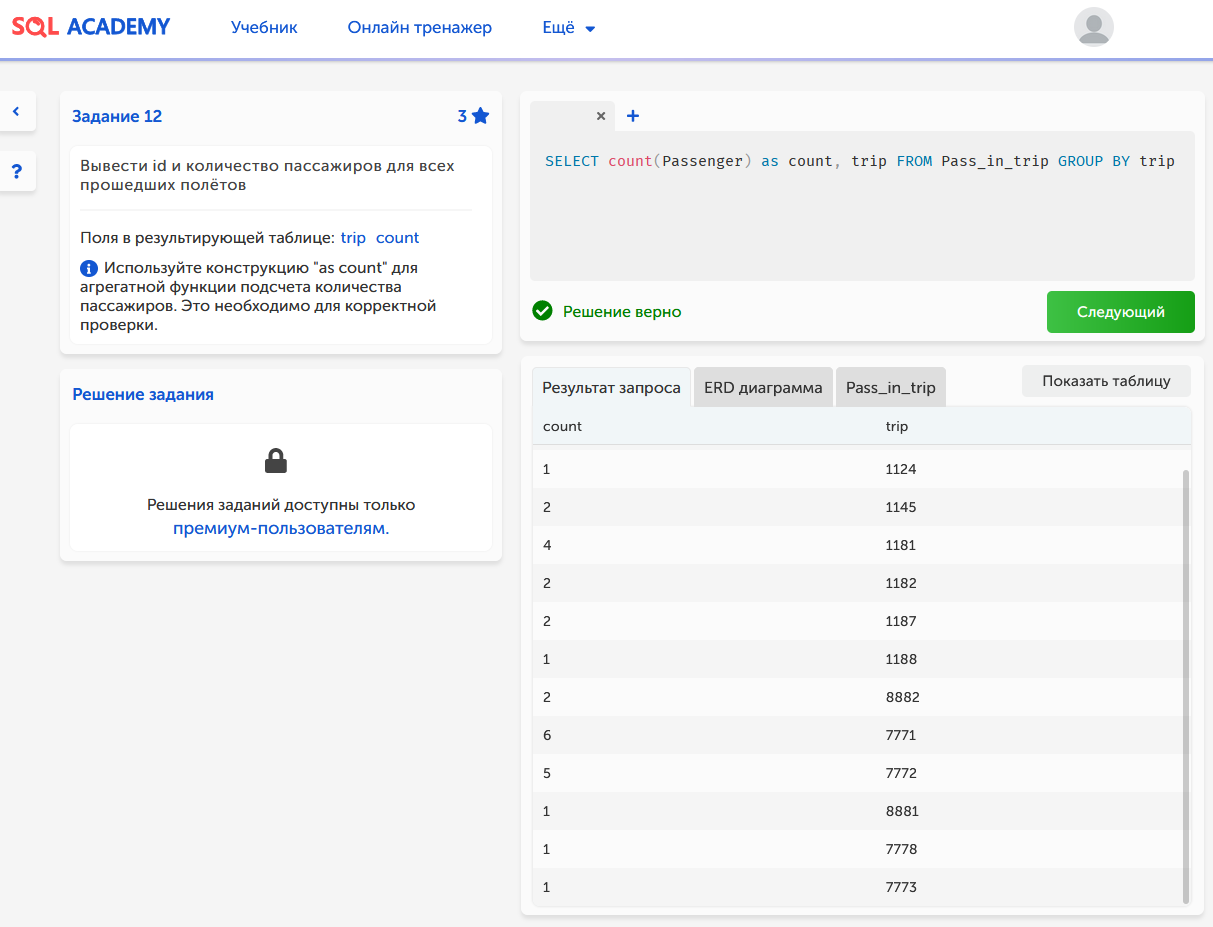 SQL ACADEMY
Учебник
Онлайн тренажер
Ещё
Задание 12
3
Вывести id и количество пассажиров для всех
прошедших полётов
Поля в результирующей таблице: trip count
Используйте конструкцию "as count" для
агрегатной функции подсчета количества
пассажиров. Это необходимо для корректной
проверки.
Решение задания
Решения заданий доступны только
премиум-пользователям.
SELECT count(Passenger) as count, trip FROM Pass_in_trip GROUP BY trip
Решение верно
Следующий
Результат запроса
ERD диаграмма
Pass_in_trip
Показать таблицу
count trip
1 1124
2 1145
4 1181
2 1182
2 1187
1 1188
2 8882
6 7771
5 7772
1 8881
1 7778
1 7773